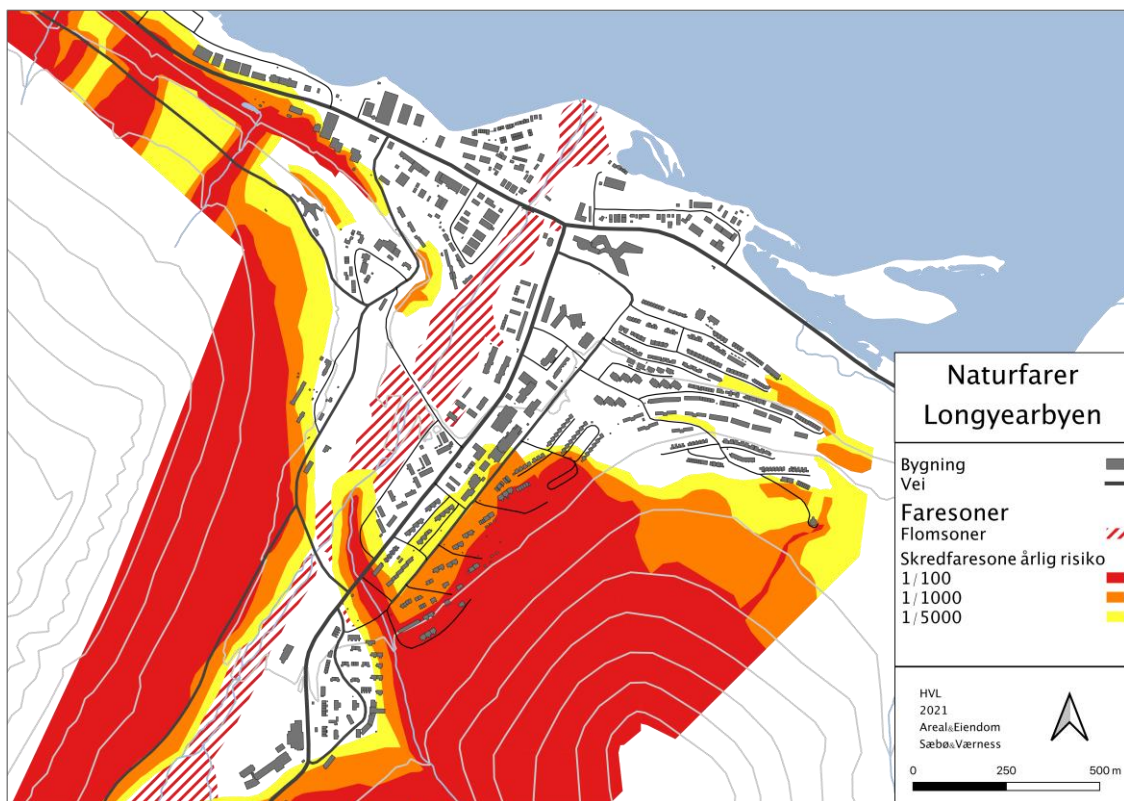 Naturfarer
Longyearbyen
Bygning
Vei
Faresoner
Flomsoner
Skredfaresone årlig risiko
1/100
1/1000
1/5000
HVL
2021
Areal&Eiendom
Sæbø&Værness
0 250 500 m